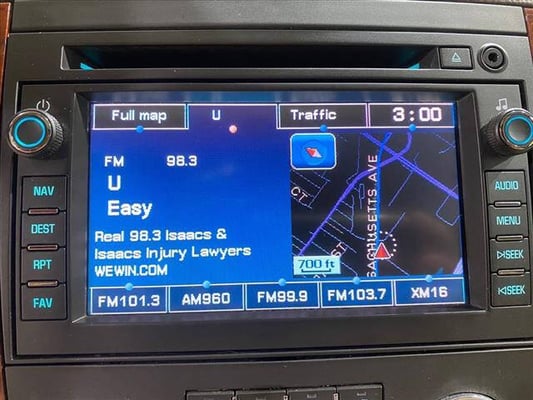 Full map U Traffic 3:00
FM 98.3
U
Easy
Real 98.3 Isaacs &
Isaacs Injury Lawyers
WEWIN.COM
CT
CT
SACHUSETTS AVE
700 ft
FM101.3 AM960 FM99.9 FM103.7 XM16
NAV
DEST
RPT
FAV
AUDIO
MENU
SEEK
SEEK